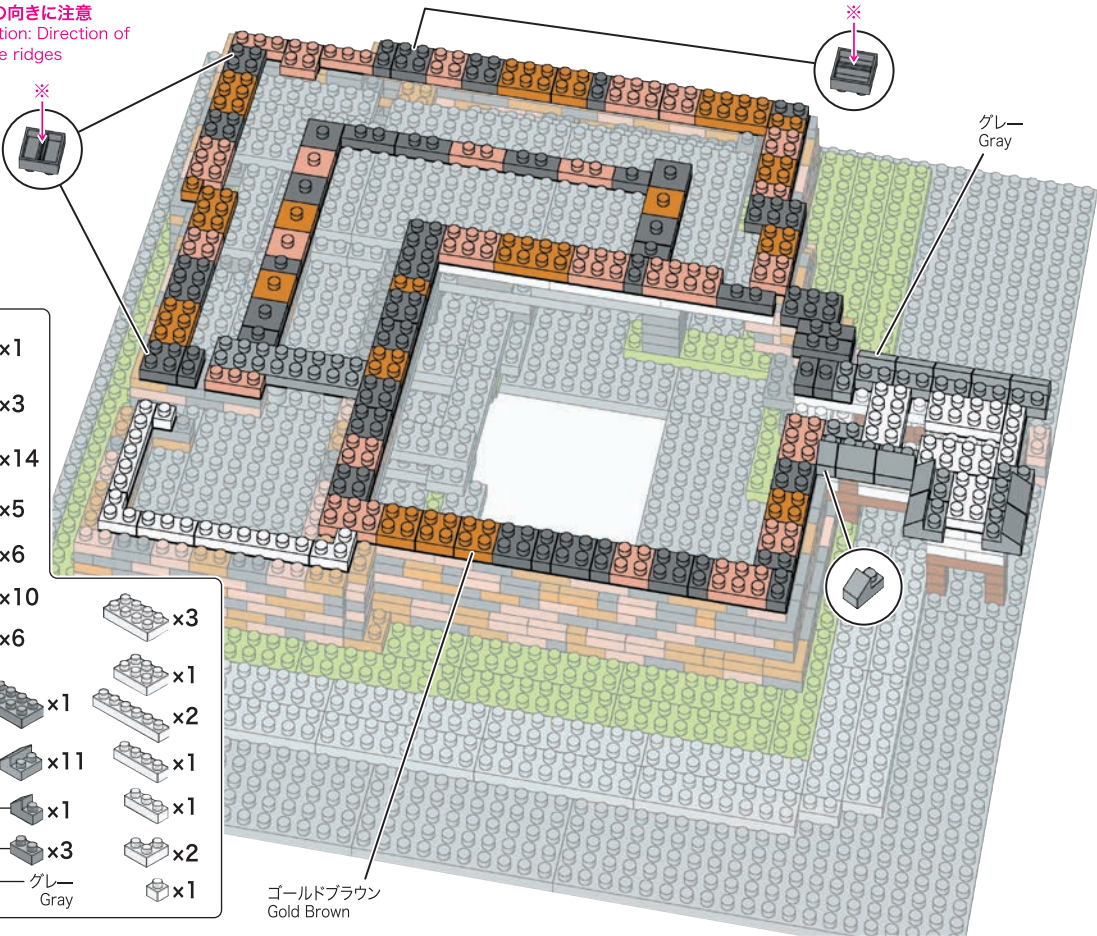 の向きに注意
tion: Direction of
e ridges
※
※
グレー
Gray
×1
×3
×14
×5
×6
×10
×6
×1
×11
×1
×3
グレー
Gray
×3
×1
×2
×1
×1
×2
×1
ゴールドブラウン
Gold Brown